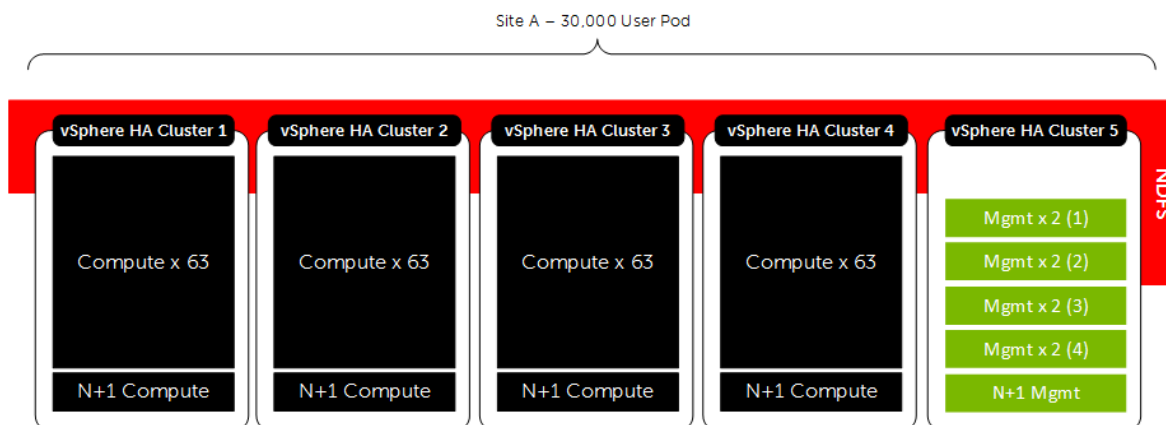 Site A – 30,000 User Pod
vSphere HA Cluster 1
vSphere HA Cluster 2
vSphere HA Cluster 3
vSphere HA Cluster 4
vSphere HA Cluster 5
NDFS
Compute x 63
Compute x 63
Compute x 63
Compute x 63
Mgmt x 2 (1)
Mgmt x 2 (2)
Mgmt x 2 (3)
Mgmt x 2 (4)
N+1 Compute
N+1 Compute
N+1 Compute
N+1 Compute
N+1 Mgmt